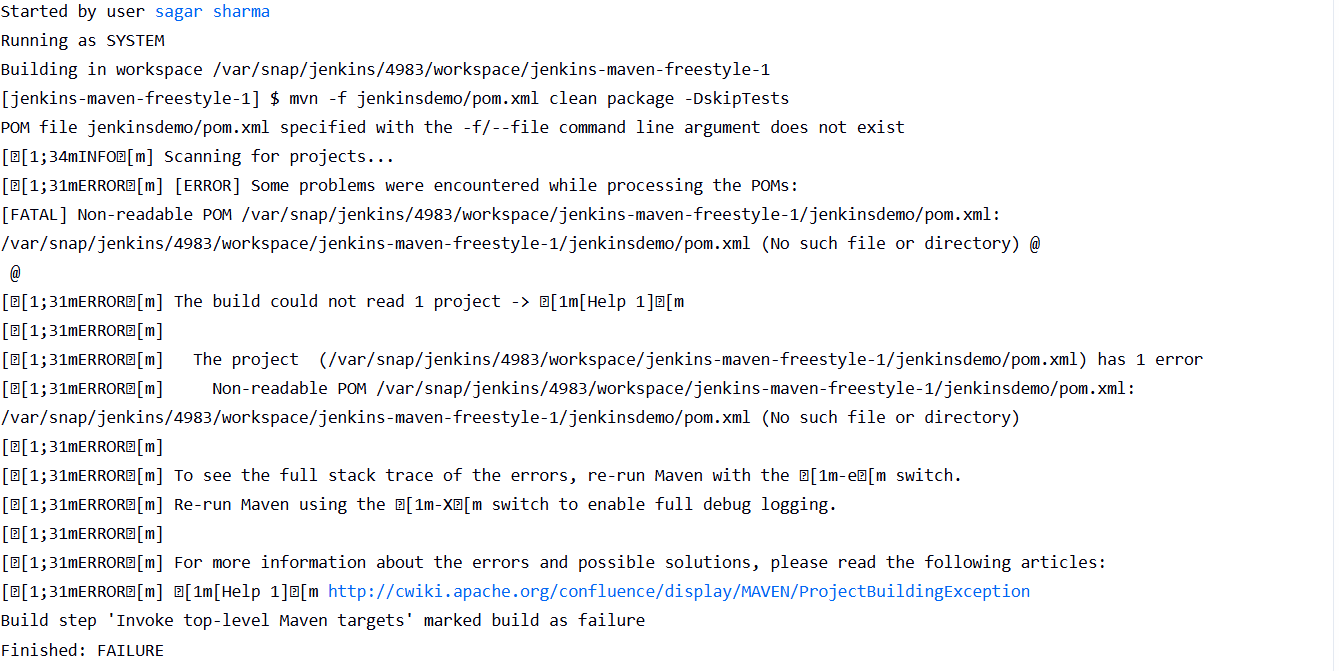 Started by user sagar sharma
Running as SYSTEM
Building in workspace /var/snap/jenkins/4983/workspace/jenkins-maven-freestyle-1
[jenkins-maven-freestyle-1] $ mvn -f jenkinsdemo/pom.xml clean package -DskipTests
POM file jenkinsdemo/pom.xml specified with the -f/--file command line argument does not exist
[␛[1;34mINFO␛[m] Scanning for projects...
[␛[1;31mERROR␛[m] [ERROR] Some problems were encountered while processing the POMs:
[FATAL] Non-readable POM /var/snap/jenkins/4983/workspace/jenkins-maven-freestyle-1/jenkinsdemo/pom.xml:
/var/snap/jenkins/4983/workspace/jenkins-maven-freestyle-1/jenkinsdemo/pom.xml (No such file or directory) @
@
[␛[1;31mERROR␛[m] The build could not read 1 project -> ␛[1m[Help 1]␛[m
[␛[1;31mERROR␛[m]
[␛[1;31mERROR␛[m]   The project  (/var/snap/jenkins/4983/workspace/jenkins-maven-freestyle-1/jenkinsdemo/pom.xml) has 1 error
[␛[1;31mERROR␛[m]     Non-readable POM /var/snap/jenkins/4983/workspace/jenkins-maven-freestyle-1/jenkinsdemo/pom.xml:
/var/snap/jenkins/4983/workspace/jenkins-maven-freestyle-1/jenkinsdemo/pom.xml (No such file or directory)
[␛[1;31mERROR␛[m]
[␛[1;31mERROR␛[m] To see the full stack trace of the errors, re-run Maven with the ␛[1m-e␛[m switch.
[␛[1;31mERROR␛[m] Re-run Maven using the ␛[1m-X␛[m switch to enable full debug logging.
[␛[1;31mERROR␛[m]
[␛[1;31mERROR␛[m] For more information about the errors and possible solutions, please read the following articles:
[␛[1;31mERROR␛[m] ␛[1m[Help 1]␛[m http://cwiki.apache.org/confluence/display/MAVEN/ProjectBuildingException
Build step 'Invoke top-level Maven targets' marked build as failure
Finished: FAILURE